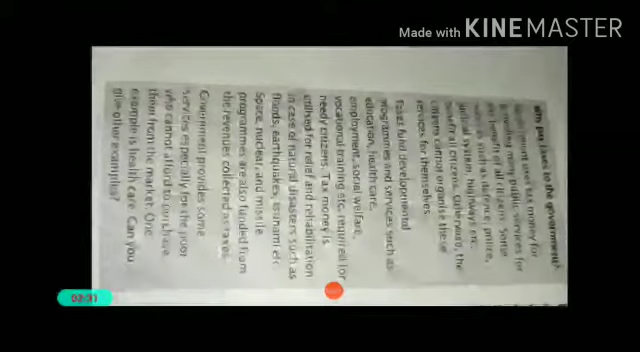 Made with KINEMASTER
Why pay taxes to the government?
Government uses tax money for
providing many public services for
the benefit of all citizens. Some
services such as defence, police,
judicial system, highways etc.
benefit all citizens. Otherwise, the
citizens cannot organise these
services for themselves.
Taxes fund developmental
programmes and services such as
education, health care,
employment, social welfare,
vocational training etc. required for
needy citizens. Tax money is
utilised for relief and rehabilitation
in case of natural disasters such as
floods, earthquakes, tsunami etc.
Space, nuclear, and missile
programmes are also funded from
the revenues collected as taxes.
Government provides some
services especially for the poor
who cannot afford to purchase
them from the market. One
example is health care. Can you
give other examples?
02:31